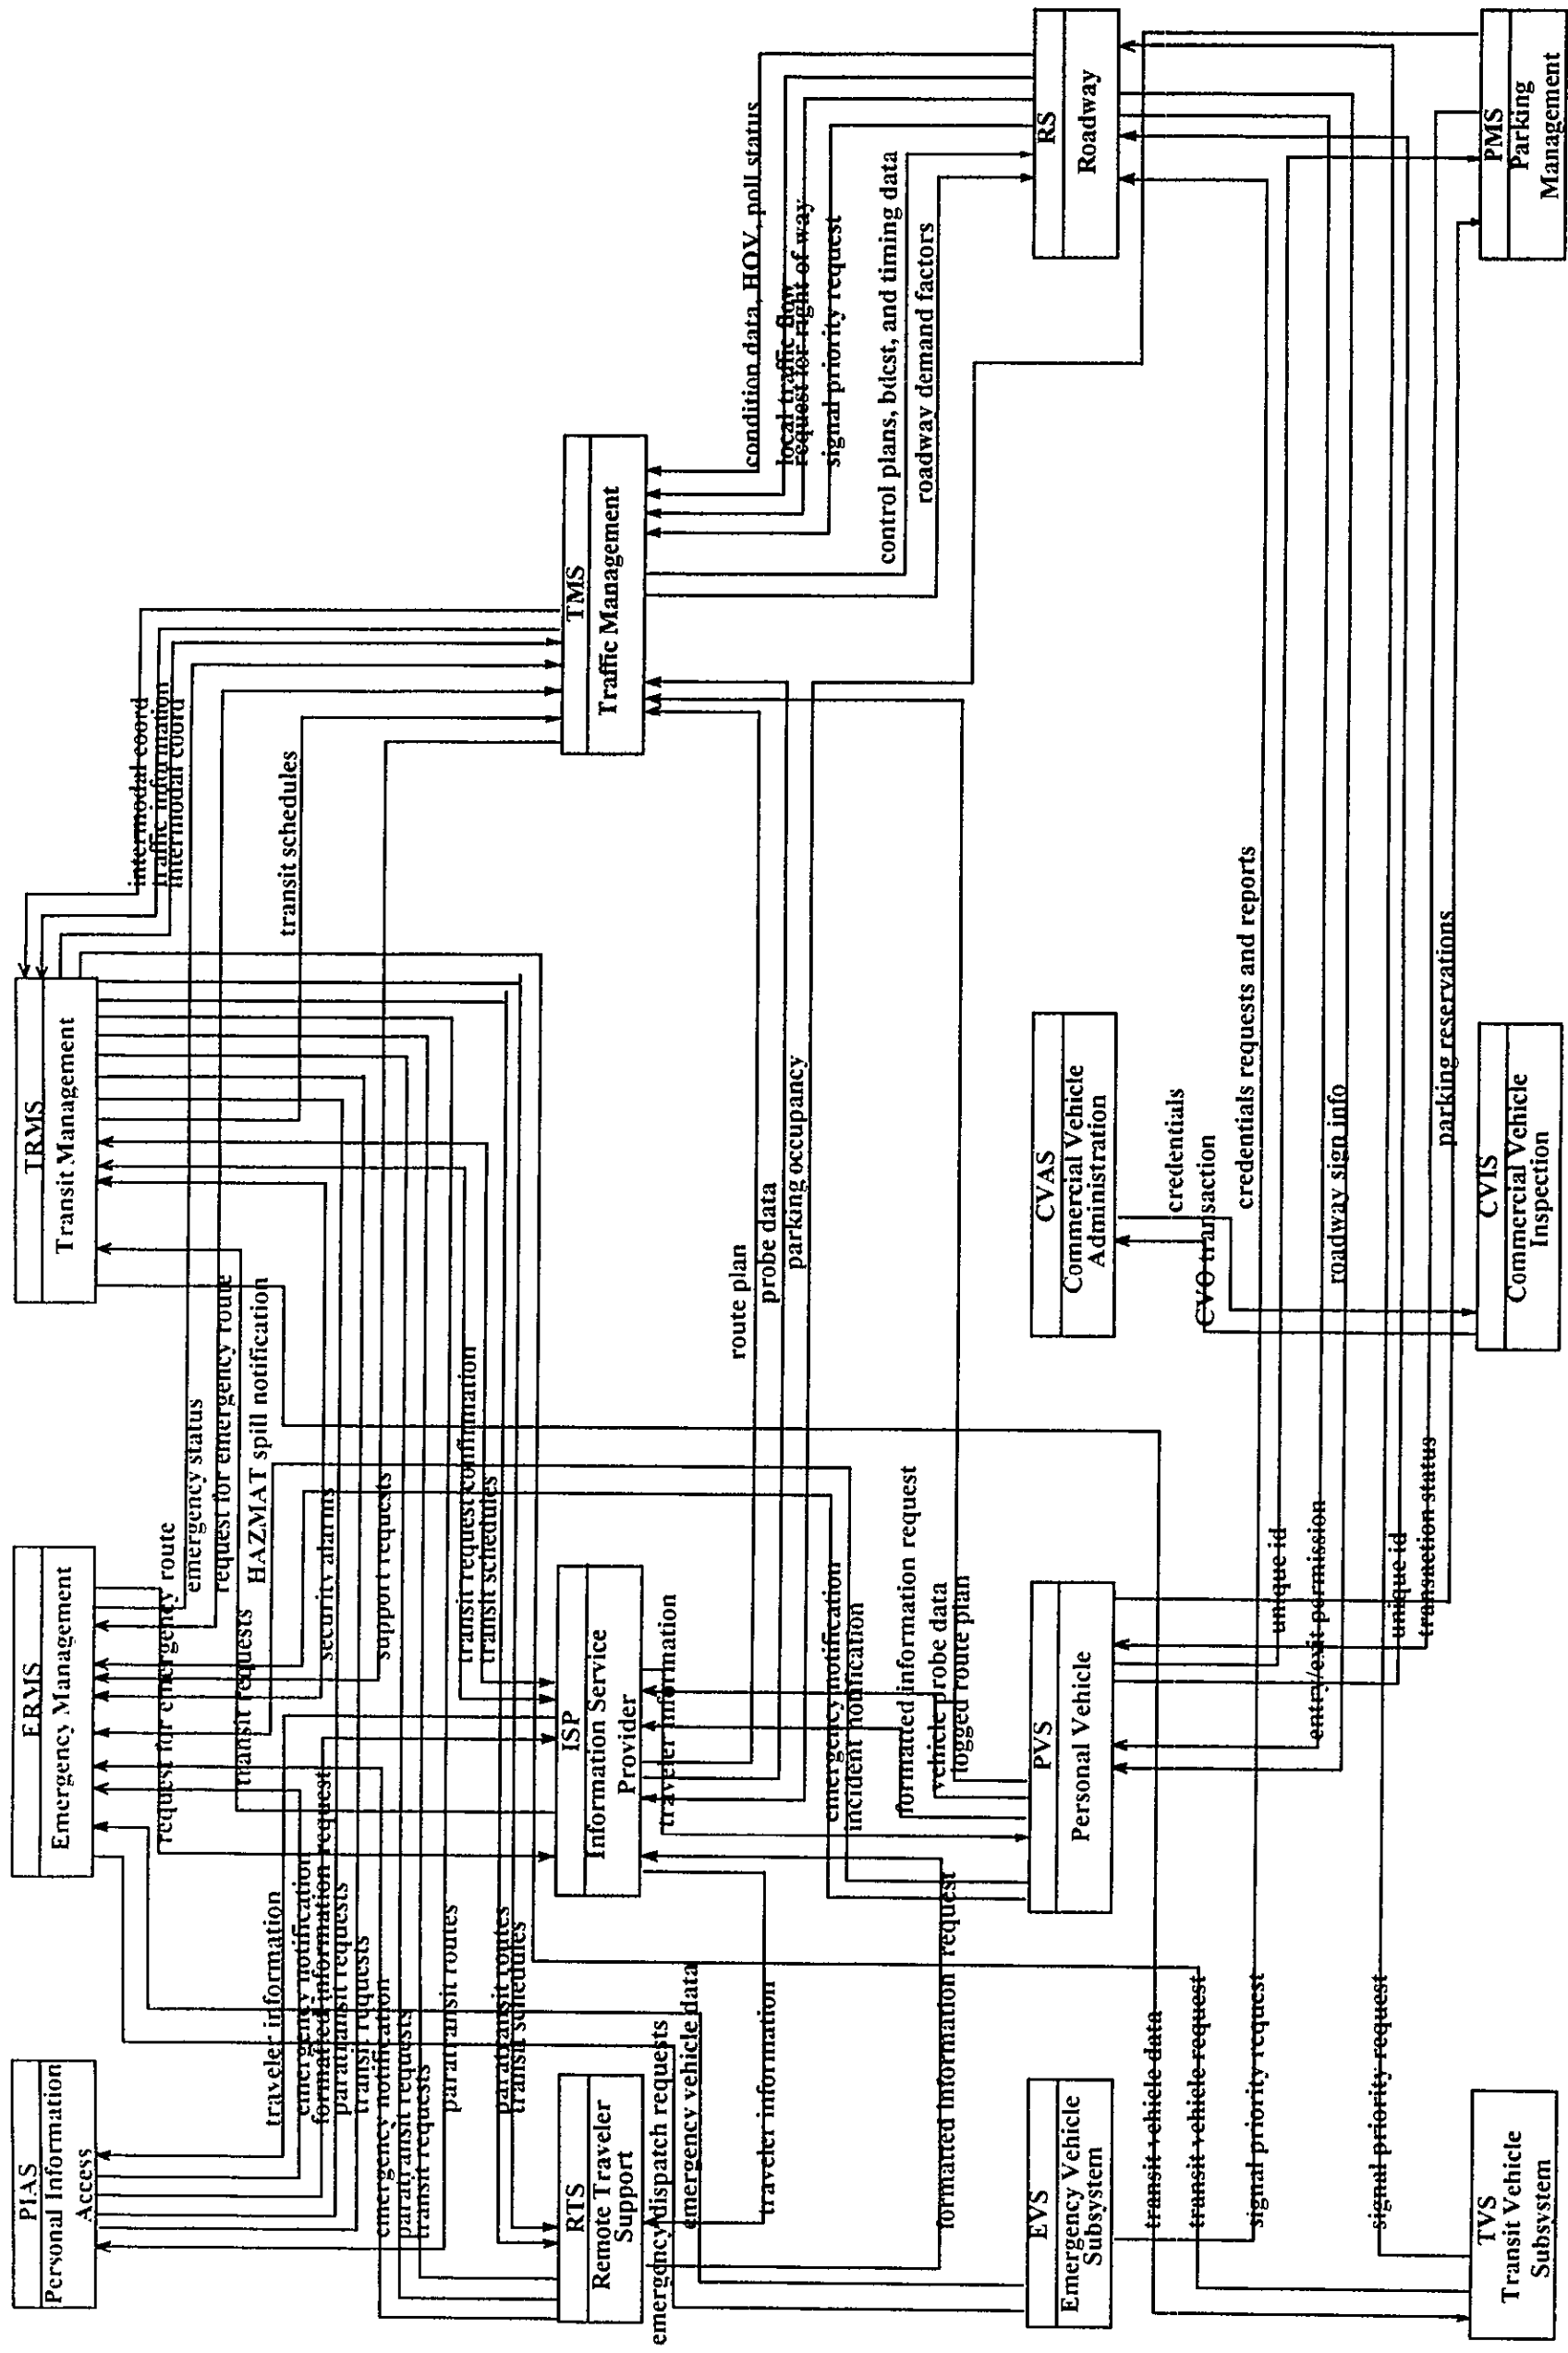 PIAS
Personal Information
Access
ERMS
Emergency Management
TRMS
Transit Management
intermodal coord
traffic information
intermodal coord
transit schedules
emergency status
request for emergency route
HAZMAT spill notification
request for emergency route
transit requests
security alarms
support requests
transit request confirmation
transit schedules
traveler information
emergency notification
formatted information request
paratransit requests
transit requests
emergency notification
paratransit requests
transit requests
paratransit routes
paratransit routes
transit schedules
RTS
Remote Traveler
Support
ISP
Information Service
Provider
TMS
Traffic Management
condition data, HOV, poll status
local traffic flow
request for right of way
signal priority request
control plans, bdcst, and timing data
roadway demand factors
route plan
probe data
parking occupancy
traveler information
emergency dispatch requests
emergency vehicle data
traveler information
emergency notification
incident notification
formatted information request
vehicle probe data
logged route plan
formatted information request
EVS
Emergency Vehicle
Subsystem
PVS
Personal Vehicle
CVAS
Commercial Vehicle
Administration
RS
Roadway
credentials
CVO transaction
credentials requests and reports
transit vehicle data
transit vehicle request
signal priority request
signal priority request
unique id
entry/exit permission
roadway sign info
unique id
transaction status
parking reservations
TVS
Transit Vehicle
Subsystem
CVIS
Commercial Vehicle
Inspection
PMS
Parking
Management